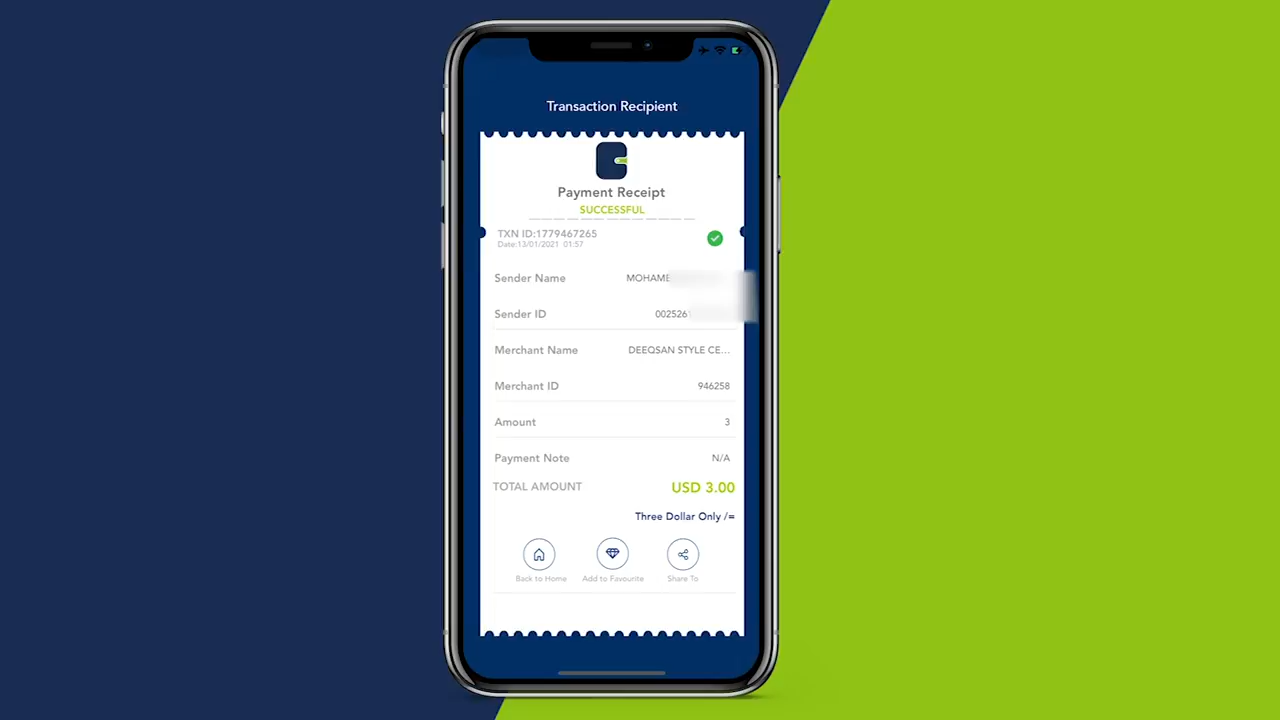 Transaction Recipient
Payment Receipt
SUCCESSFUL
TXN ID:1779467265
Date:13/01/2021 01:57
Sender Name MOHAME
Sender ID 0025261
Merchant Name DEEQSAN STYLE CE...
Merchant ID 946258
Amount 3
Payment Note N/A
TOTAL AMOUNT USD 3.00
Three Dollar Only /=
Back to Home Add to Favourite Share To